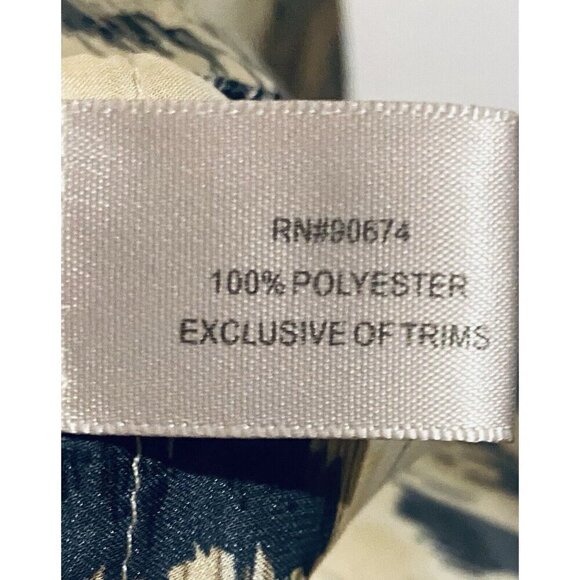 RN#90674
100% POLYESTER
EXCLUSIVE OF TRIMS